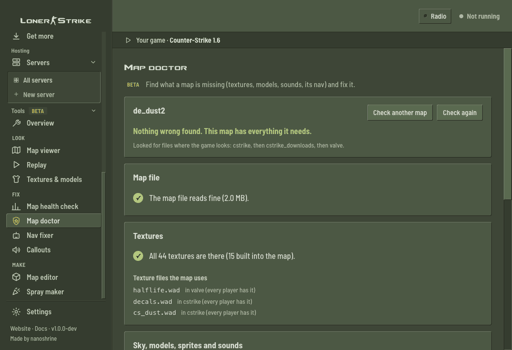 LONER STRIKE
Get more
Hosting
Servers
All servers
New server
Tools BETA
Overview
LOOK
Map viewer
Replay
Textures & models
FIX
Map health check
Map doctor
Nav fixer
Callouts
MAKE
Map editor
Spray maker
Settings
Website · Docs · v1.0.0-dev
Made by nanoshrine
Radio
Not running
Your game · Counter-Strike 1.6
MAP DOCTOR
BETA Find what a map is missing (textures, models, sounds, its nav) and fix it.
de_dust2
Check another map
Check again
Nothing wrong found. This map has everything it needs.
Looked for files where the game looks: cstrike, then cstrike_downloads, then valve.
Map file
The map file reads fine (2.0 MB).
Textures
All 44 textures are there (15 built into the map).
Texture files the map uses
halflife.wad in valve (every player has it)
decals.wad in cstrike (every player has it)
cs_dust.wad in cstrike (every player has it)
Sky, models, sprites and sounds